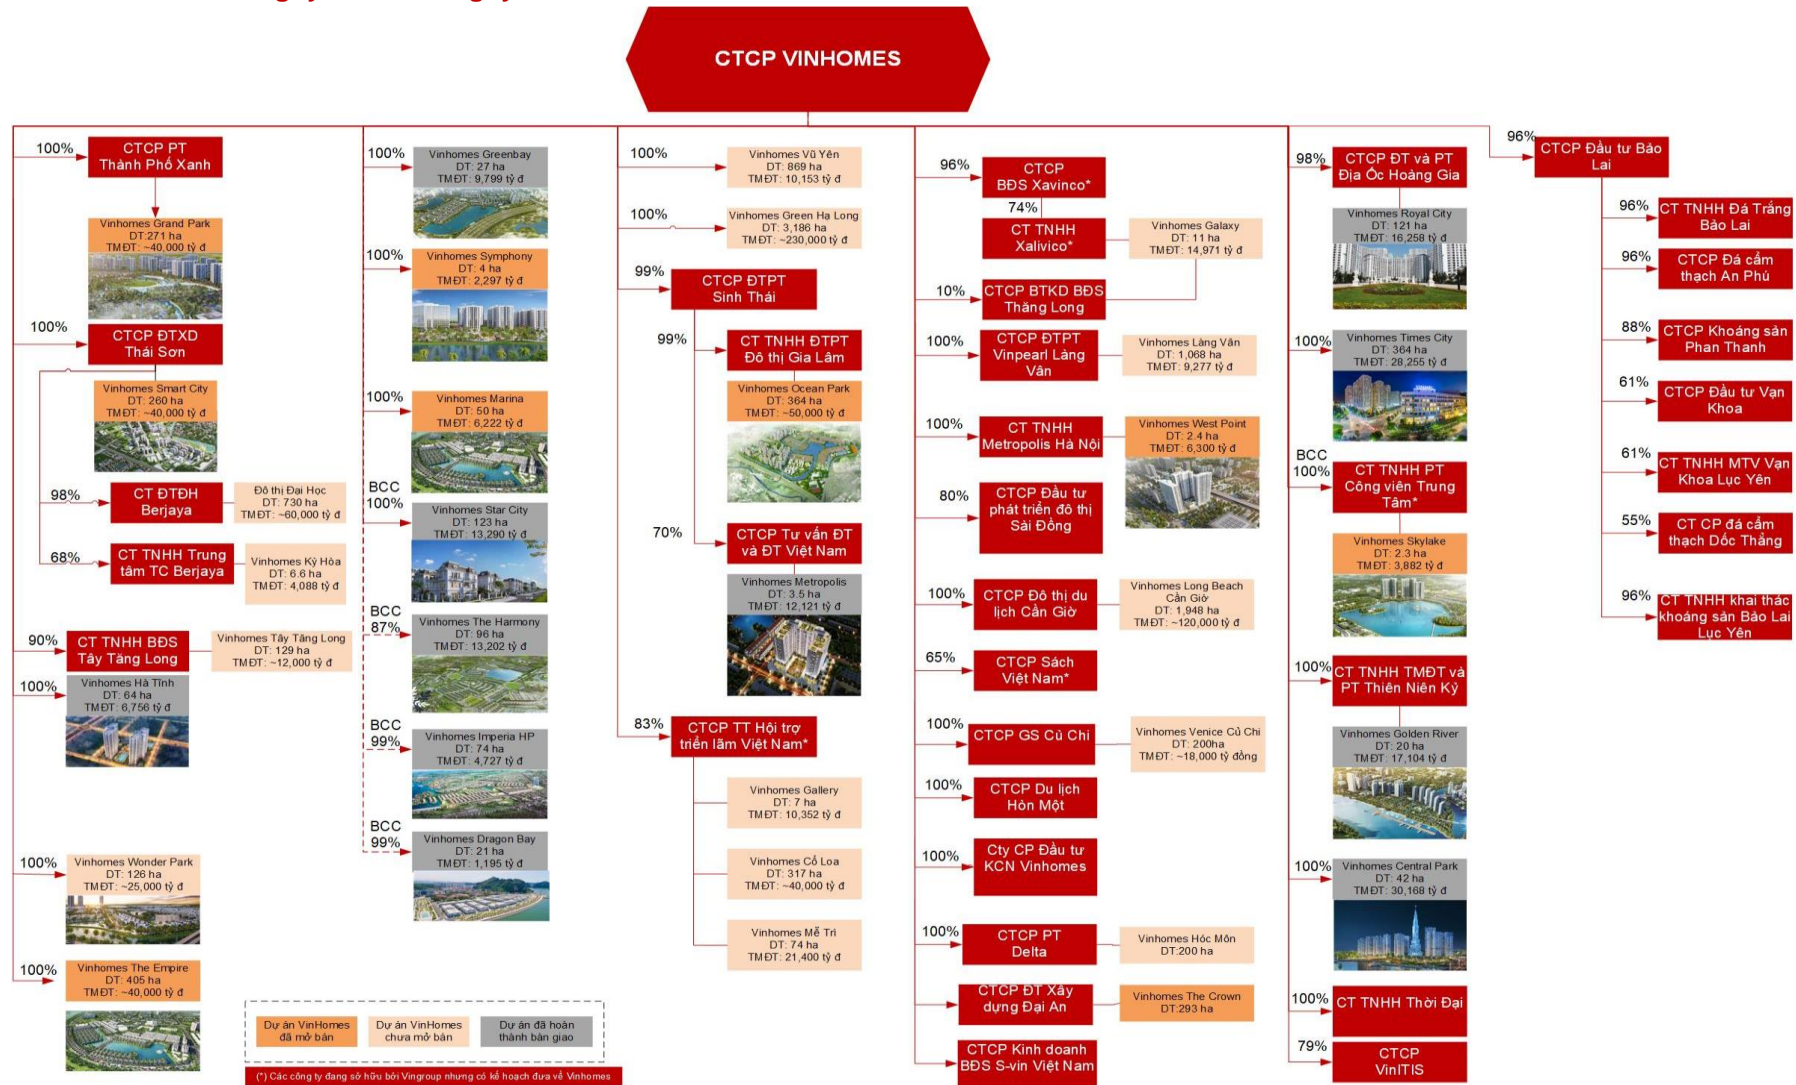 CTCP VINHOMES
100%
CTCP PT
Thành Phố Xanh
Vinhomes Grand Park
DT:271 ha
TMĐT: ~40,000 tỷ đ
100%
CTCP ĐTXD
Thái Sơn
Vinhomes Smart City
DT: 260 ha
TMĐT: ~40,000 tỷ đ
98%
CT ĐTĐH
Berjaya
Đô thị Đại Học
DT: 730 ha
TMĐT: ~60,000 tỷ đ
68%
CT TNHH Trung
tâm TC Berjaya
Vinhomes Kỳ Hòa
DT: 6.6 ha
TMĐT: 4,088 tỷ đ
90%
CT TNHH BĐS
Tây Tăng Long
Vinhomes Tây Tăng Long
DT: 129 ha
TMĐT: ~12,000 tỷ đ
100%
Vinhomes Hà Tĩnh
DT: 64 ha
TMĐT: 6,756 tỷ đ
100%
Vinhomes Wonder Park
DT: 126 ha
TMĐT: ~25,000 tỷ đ
100%
Vinhomes The Empire
DT: 405 ha
TMĐT: ~40,000 tỷ đ
100%
Vinhomes Greenbay
DT: 27 ha
TMĐT: 9,799 tỷ đ
100%
Vinhomes Symphony
DT: 4 ha
TMĐT: 2,297 tỷ đ
100%
Vinhomes Marina
DT: 50 ha
TMĐT: 6,222 tỷ đ
BCC
100%
Vinhomes Star City
DT: 123 ha
TMĐT: 13,290 tỷ đ
BCC
87%
Vinhomes The Harmony
DT: 96 ha
TMĐT: 13,202 tỷ đ
BCC
99%
Vinhomes Imperia HP
DT: 74 ha
TMĐT: 4,727 tỷ đ
BCC
99%
Vinhomes Dragon Bay
DT: 21 ha
TMĐT: 1,195 tỷ đ
100%
Vinhomes Vũ Yên
DT: 869 ha
TMĐT: 10,153 tỷ đ
100%
Vinhomes Green Hạ Long
DT: 3,186 ha
TMĐT: ~230,000 tỷ đ
99%
CTCP ĐTPT
Sinh Thái
99%
CT TNHH ĐTPT
Đô thị Gia Lâm
Vinhomes Ocean Park
DT: 364 ha
TMĐT: ~50,000 tỷ đ
70%
CTCP Tư vấn ĐT
và ĐT Việt Nam
Vinhomes Metropolis
DT: 3.5 ha
TMĐT: 12,121 tỷ đ
83%
CTCP TT Hội trợ
triển lãm Việt Nam*
Vinhomes Gallery
DT: 7 ha
TMĐT: 10,352 tỷ đ
Vinhomes Cổ Loa
DT: 317 ha
TMĐT: ~40,000 tỷ đ
Vinhomes Mễ Trì
DT: 74 ha
TMĐT: 21,400 tỷ đ
96%
CTCP
BĐS Xavinco*
74%
CT TNHH
Xalivico*
Vinhomes Galaxy
DT: 11 ha
TMĐT: 14,971 tỷ đ
10%
CTCP BTKD BĐS
Thăng Long
100%
CTCP ĐTPT
Vinpearl Làng
Vân
Vinhomes Làng Vân
DT: 1,068 ha
TMĐT: 9,277 tỷ đ
100%
CT TNHH
Metropolis Hà Nội
Vinhomes West Point
DT: 2.4 ha
TMĐT: 6,300 tỷ đ
80%
CTCP Đầu tư
phát triển đô thị
Sài Đồng
100%
CTCP Đô thị du
lịch Cần Giờ
Vinhomes Long Beach
Cần Giờ
DT: 1,948 ha
TMĐT: ~120,000 tỷ đ
65%
CTCP Sách
Việt Nam*
100%
CTCP GS Củ Chi
Vinhomes Venice Củ Chi
DT: 200ha
TMĐT: ~18,000 tỷ đồng
100%
CTCP Du lịch
Hòn Một
100%
Cty CP Đầu tư
KCN Vinhomes
100%
CTCP PT
Delta
Vinhomes Hóc Môn
DT:200 ha
CTCP ĐT Xây
dựng Đại An
Vinhomes The Crown
DT:293 ha
CTCP Kinh doanh
BĐS S-vin Việt Nam
98%
CTCP ĐT và PT
Địa Ốc Hoàng Gia
Vinhomes Royal City
DT: 121 ha
TMĐT: 16,258 tỷ đ
100%
Vinhomes Times City
DT: 364 ha
TMĐT: 28,255 tỷ đ
BCC
100%
CT TNHH PT
Công viên Trung
Tâm*
Vinhomes Skylake
DT: 2.3 ha
TMĐT: 3,882 tỷ đ
100%
CT TNHH TMĐT và
PT Thiên Niên Kỷ
Vinhomes Golden River
DT: 20 ha
TMĐT: 17,104 tỷ đ
100%
Vinhomes Central Park
DT: 42 ha
TMĐT: 30,168 tỷ đ
100%
CT TNHH Thời Đại
79%
CTCP
VinITIS
96%
CTCP Đầu tư Bảo
Lai
96%
CT TNHH Đá Trắng
Bảo Lai
96%
CTCP Đá cẩm
thạch An Phú
88%
CTCP Khoáng sản
Phan Thanh
61%
CTCP Đầu tư Vạn
Khoa
61%
CT TNHH MTV Vạn
Khoa Lục Yên
55%
CT CP đá cẩm
thạch Dốc Thẳng
96%
CT TNHH khai thác
khoáng sản Bảo Lai
Lục Yên
Dự án VinHomes
đã mở bán
Dự án VinHomes
chưa mở bán
Dự án đã hoàn
thành bàn giao
(*) Các công ty đang sở hữu bởi Vingroup nhưng có kế hoạch đưa về Vinhomes